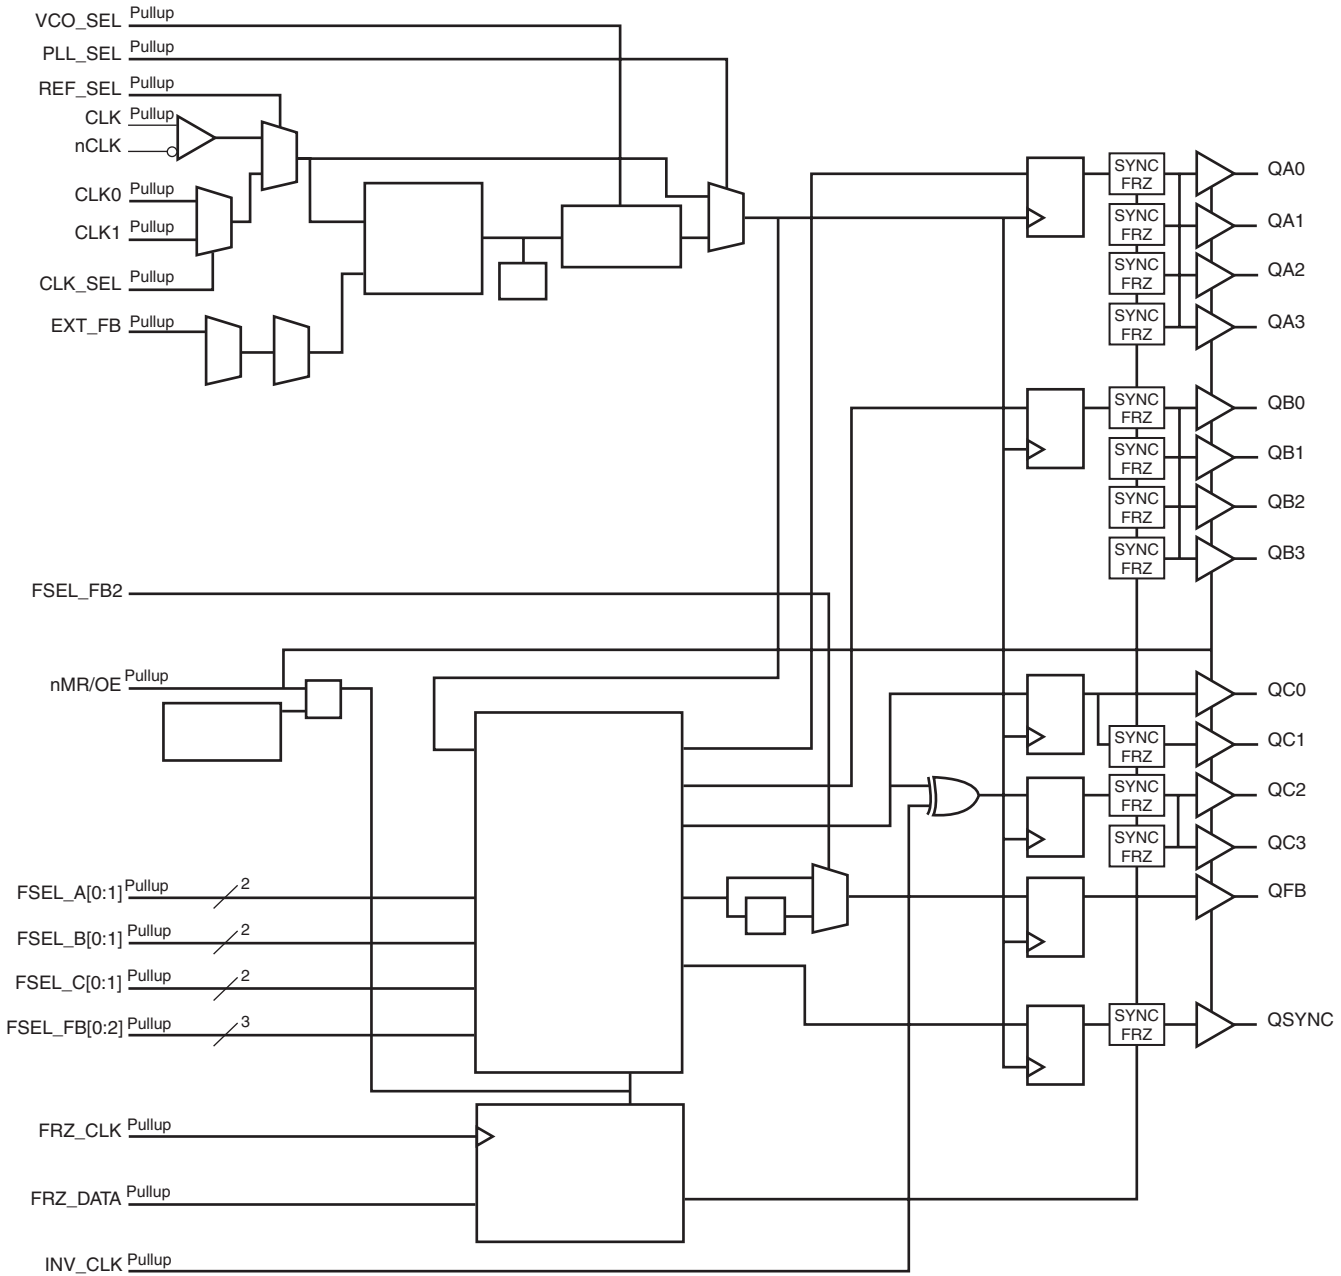 VCO_SEL Pullup
PLL_SEL Pullup
REF_SEL Pullup
CLK Pullup
nCLK
CLK0 Pullup
CLK1 Pullup
CLK_SEL Pullup
EXT_FB Pullup
FSEL_FB2
nMR/OE Pullup
FSEL_A[0:1] Pullup 2
FSEL_B[0:1] Pullup 2
FSEL_C[0:1] Pullup 2
FSEL_FB[0:2] Pullup 3
FRZ_CLK Pullup
FRZ_DATA Pullup
INV_CLK Pullup
SYNC
FRZ
QA0
SYNC
FRZ
QA1
SYNC
FRZ
QA2
SYNC
FRZ
QA3
SYNC
FRZ
QB0
SYNC
FRZ
QB1
SYNC
FRZ
QB2
SYNC
FRZ
QB3
QC0
SYNC
FRZ
QC1
SYNC
FRZ
QC2
SYNC
FRZ
QC3
QFB
SYNC
FRZ
QSYNC